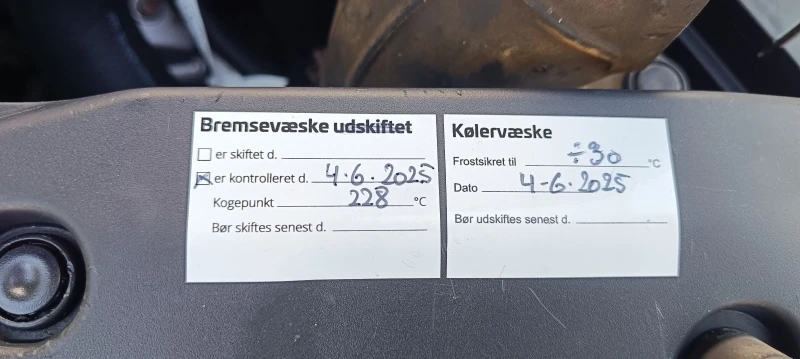 Bremsevæske udskiftet
er skiftet d.
er kontrolleret d. 4.6.2025
Kogepunkt 228 °C
Bør skiftes senest d.
Kølervæske
Frostsikret til ÷30 °C
Dato 4-6.2025
Bør udskiftes senest d.